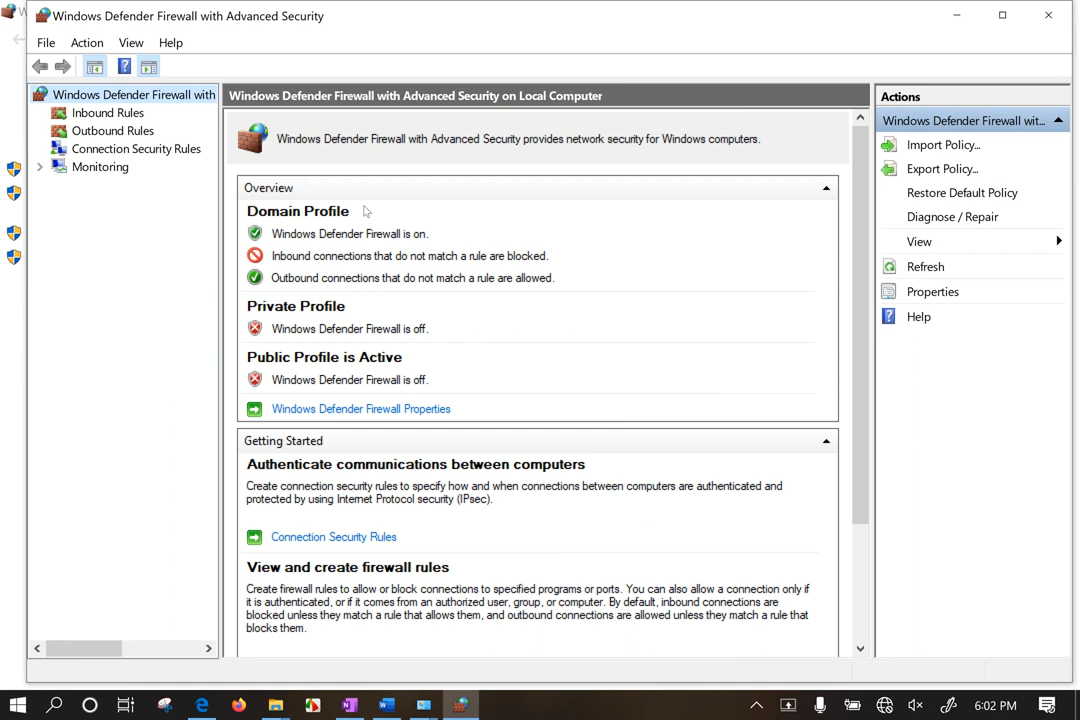 Windows Defender Firewall with Advanced Security
File Action View Help
Windows Defender Firewall with
Inbound Rules
Outbound Rules
Connection Security Rules
Monitoring
Windows Defender Firewall with Advanced Security on Local Computer
Windows Defender Firewall with Advanced Security provides network security for Windows computers.
Overview
Domain Profile
Windows Defender Firewall is on.
Inbound connections that do not match a rule are blocked.
Outbound connections that do not match a rule are allowed.
Private Profile
Windows Defender Firewall is off.
Public Profile is Active
Windows Defender Firewall is off.
Windows Defender Firewall Properties
Getting Started
Authenticate communications between computers
Create connection security rules to specify how and when connections between computers are authenticated and
protected by using Internet Protocol security (IPsec).
Connection Security Rules
View and create firewall rules
Create firewall rules to allow or block connections to specified programs or ports. You can also allow a connection only if
it is authenticated, or if it comes from an authorized user, group, or computer. By default, inbound connections are
blocked unless they match a rule that allows them, and outbound connections are allowed unless they match a rule that
blocks them.
Actions
Windows Defender Firewall wit...
Import Policy...
Export Policy...
Restore Default Policy
Diagnose / Repair
View
Refresh
Properties
Help
6:02 PM